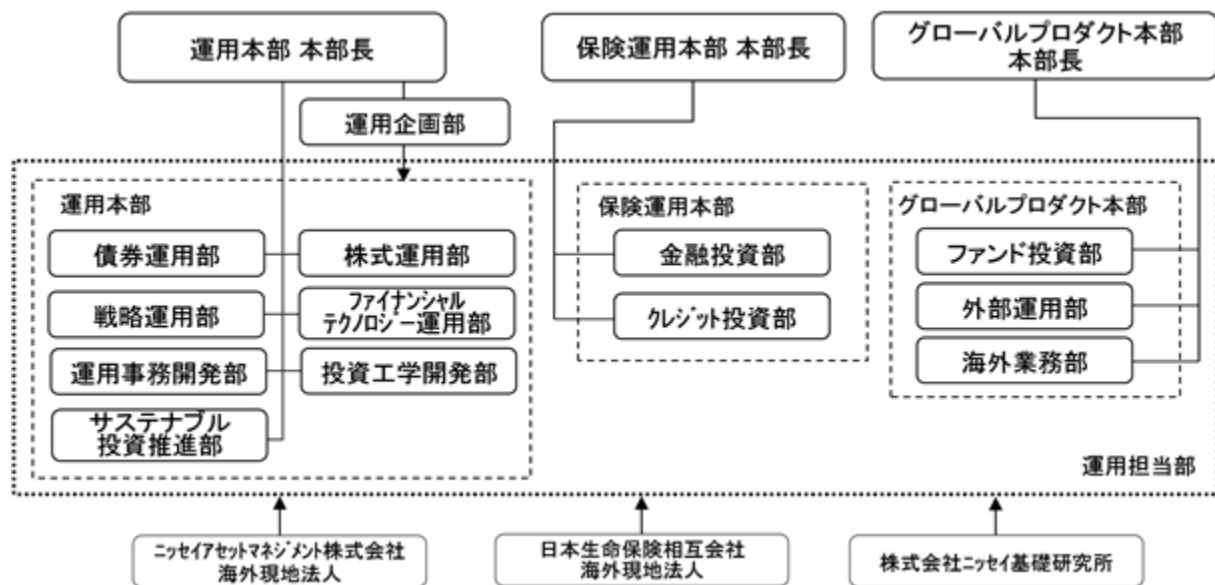 運用本部 本部長
保険運用本部 本部長
グローバルプロダクト本部
本部長
運用企画部
運用本部
債券運用部
株式運用部
戦略運用部
ファイナンシャル
テクノロジー運用部
運用事務開発部
投資工学開発部
サステナブル
投資推進部
保険運用本部
金融投資部
クレジット投資部
グローバルプロダクト本部
ファンド投資部
外部運用部
海外業務部
運用担当部
ニッセイアセットマネジメント株式会社
海外現地法人
日本生命保険相互会社
海外現地法人
株式会社ニッセイ基礎研究所